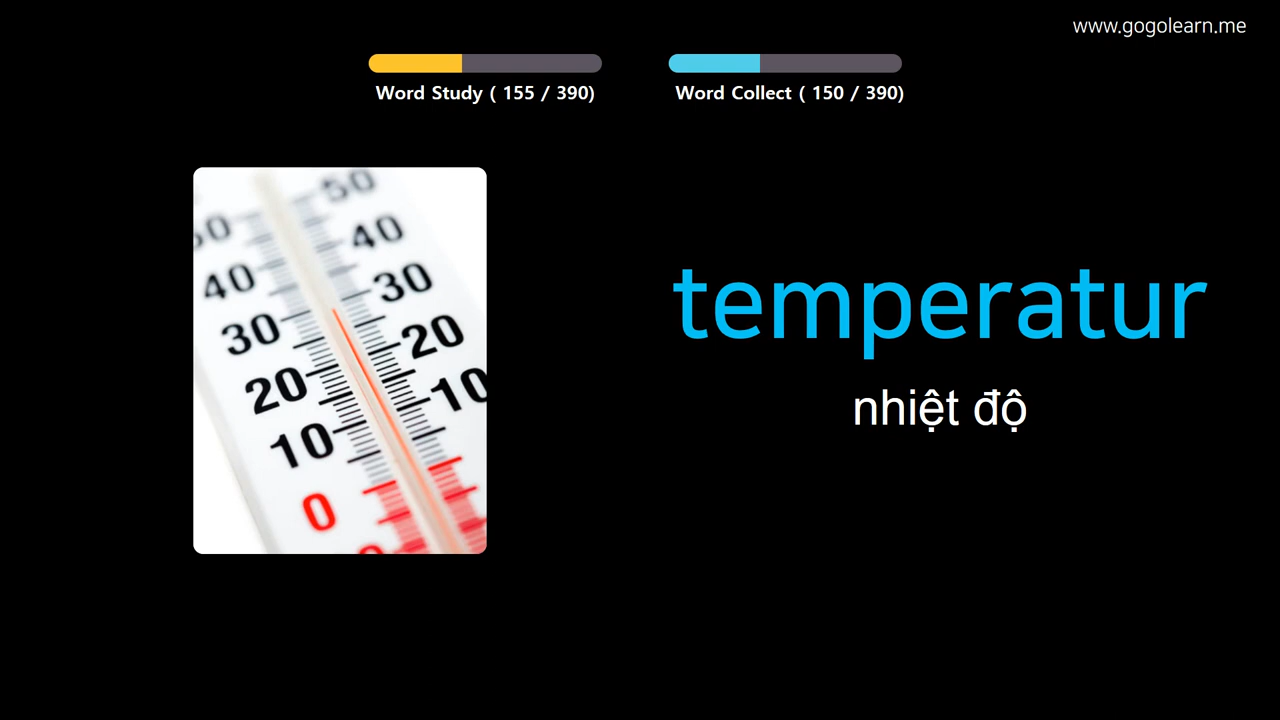 www.gogolearn.me
Word Study ( 155 / 390)
Word Collect ( 150 / 390)
50
50
40
40
30
30
20
20
10
10
0
temperatur
nhiệt độ